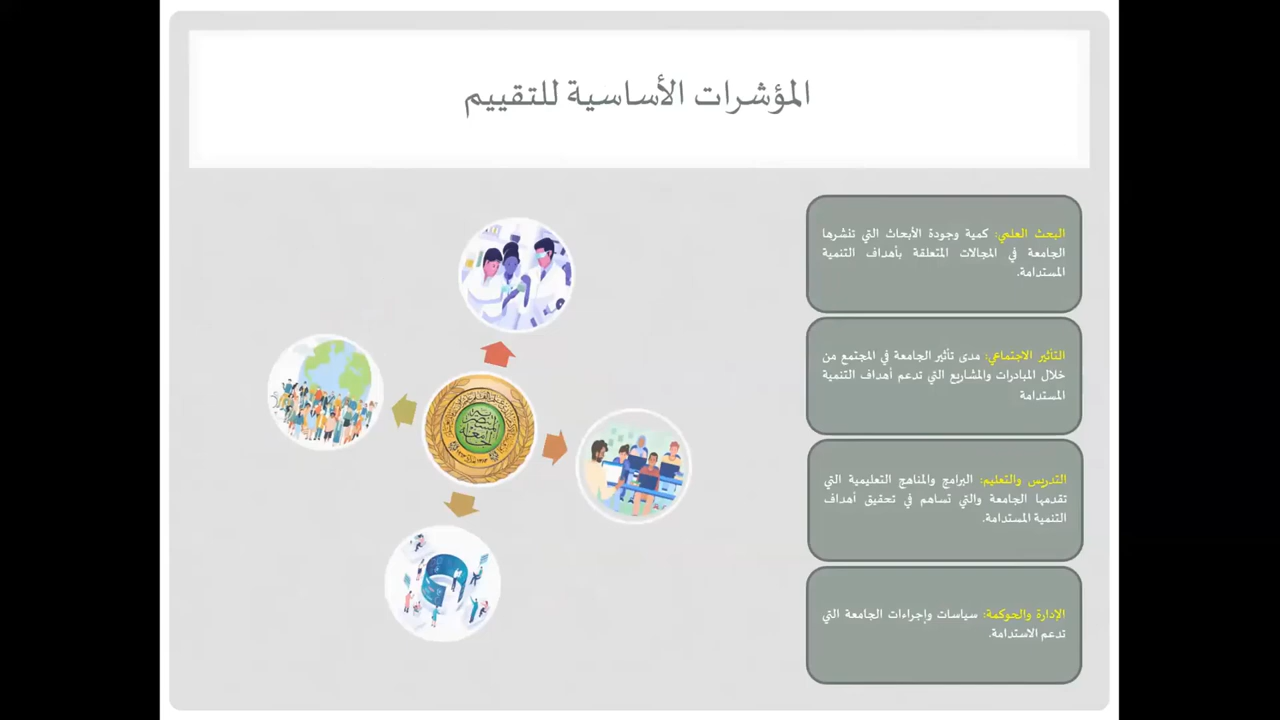 المؤشرات الأساسية للتقييم
البحث العلمي: كمية وجودة الأبحاث التي تنشرها
الجامعة في المجالات المتعلقة بأهداف التنمية
المستدامة.
التأثير الاجتماعي: مدى تأثير الجامعة في المجتمع من
خلال المبادرات والمشاريع التي تدعم أهداف التنمية
المستدامة
التدريس والتعليم: البرامج والمناهج التعليمية التي
تقدمها الجامعة والتي تساهم في تحقيق أهداف
التنمية المستدامة.
الإدارة والحوكمة: سياسات وإجراءات الجامعة التي
تدعم الاستدامة.